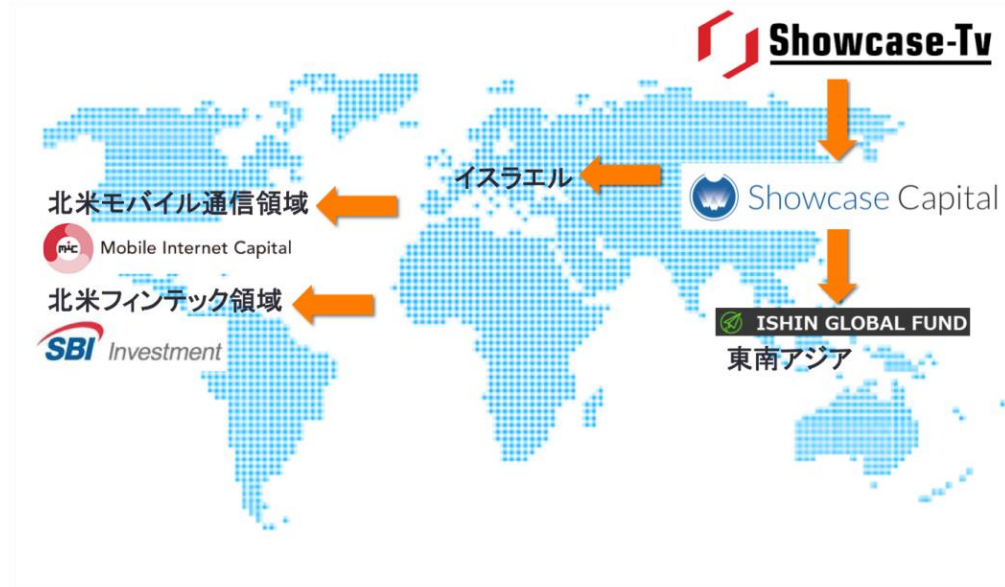 Showcase-Tv
イスラエル
Showcase Capital
北米モバイル通信領域
mic Mobile Internet Capital
北米フィンテック領域
SBI Investment
ISHIN GLOBAL FUND
東南アジア